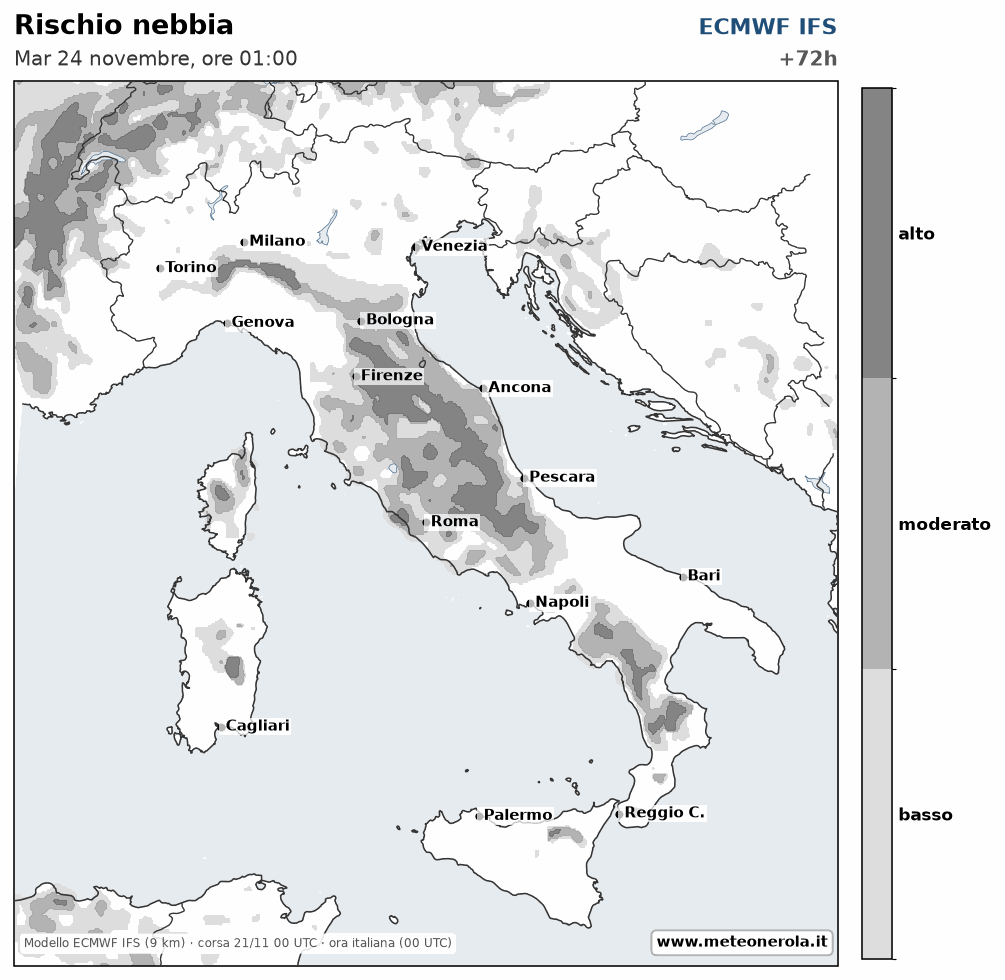 Rischio nebbia
ECMWF IFS
Mar 24 novembre, ore 01:00
+72h
Milano
Venezia
Torino
Genova
Bologna
Firenze
Ancona
Pescara
Roma
Bari
Napoli
Cagliari
Palermo
Reggio C.
alto
moderato
basso
Modello ECMWF IFS (9 km) · corsa 21/11 00 UTC · ora italiana (00 UTC)
www.meteonerola.it